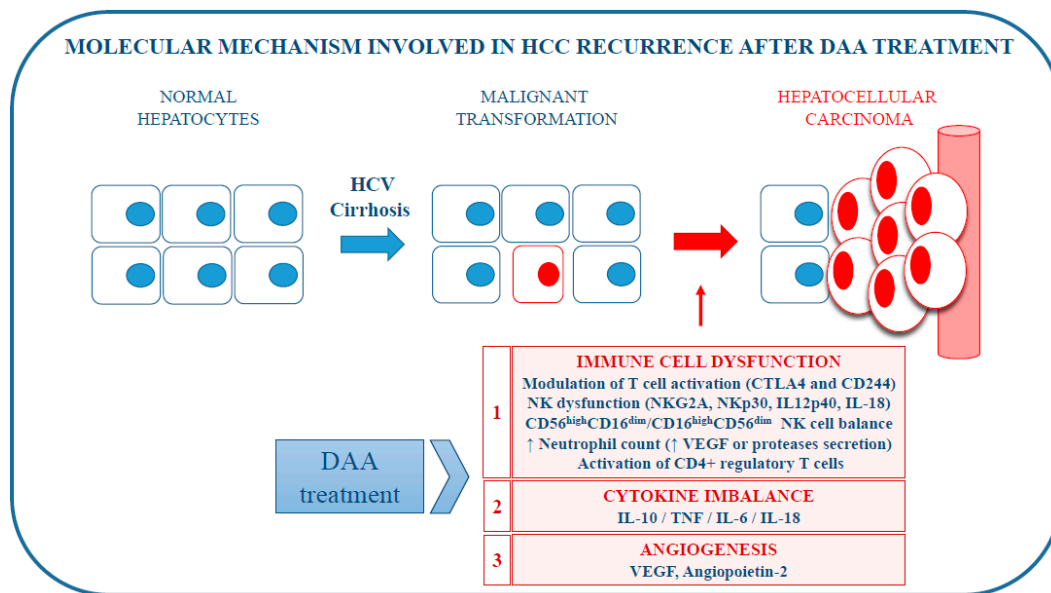 MOLECULAR MECHANISM INVOLVED IN HCC RECURRENCE AFTER DAA TREATMENT
NORMAL
HEPATOCYTES
MALIGNANT
TRANSFORMATION
HEPATOCELLULAR
CARCINOMA
HCV
Cirrhosis
DAA
treatment
1
IMMUNE CELL DYSFUNCTION
Modulation of T cell activation (CTLA4 and CD244)
NK dysfunction (NKG2A, NKp30, IL12p40, IL-18)
CD56highCD16dim/CD16highCD56dim NK cell balance
↑ Neutrophil count (↑ VEGF or proteases secretion)
Activation of CD4+ regulatory T cells
2
CYTOKINE IMBALANCE
IL-10 / TNF / IL-6 / IL-18
3
ANGIOGENESIS
VEGF, Angiopoietin-2